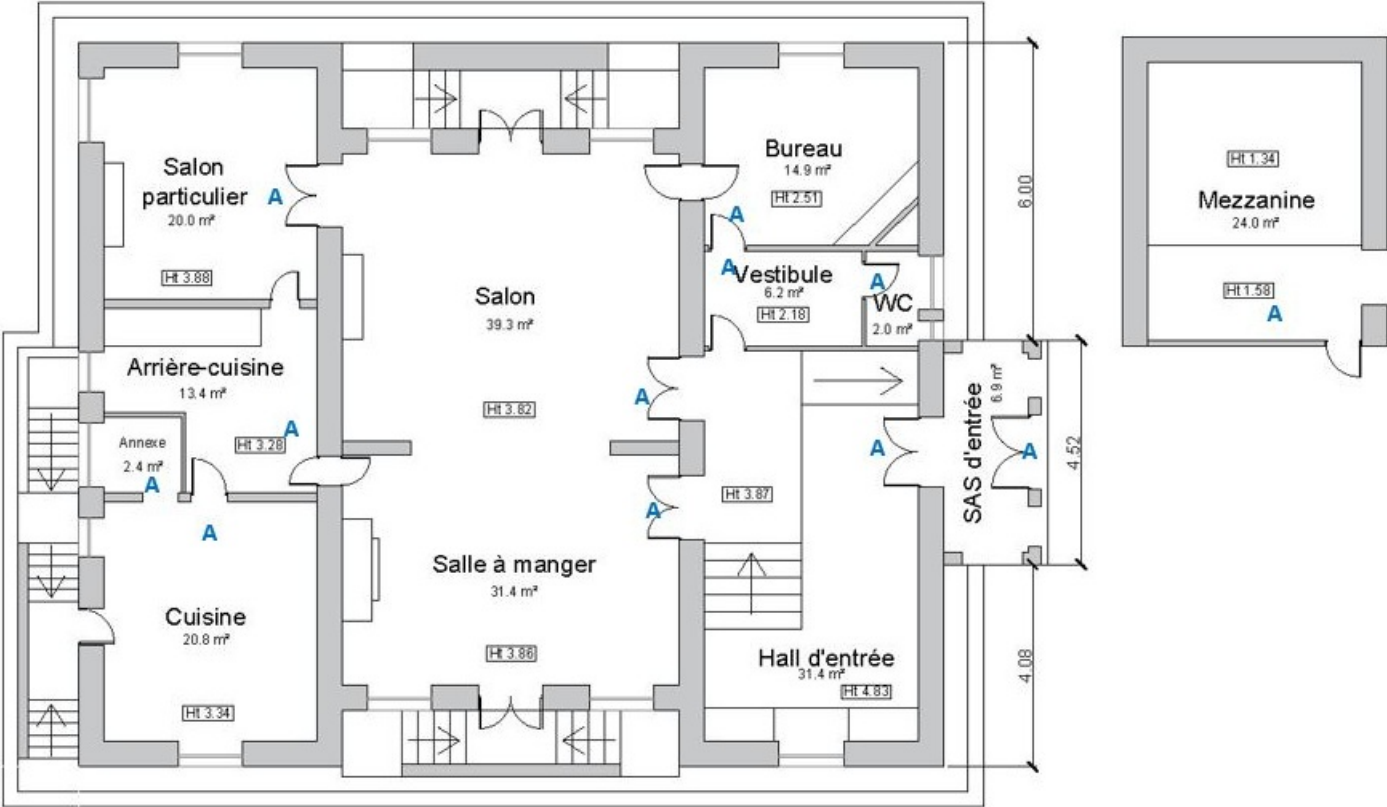 Salon
particulier
20.0 m²
A
Ht 3.88
Salon
39.3 m²
Ht 3.82
Bureau
14.9 m²
Ht 2.51
A
A
Vestibule
6.2 m²
Ht 2.18
A
WC
2.0 m²
Arrière-cuisine
13.4 m²
A
Ht 3.28
Annexe
2.4 m²
A
A
Cuisine
20.8 m²
Ht 3.34
A
A
Salle à manger
31.4 m²
Ht 3.86
Ht 3.87
A
Hall d'entrée
31.4 m²
Ht 4.83
SAS d'entrée
6.9 m²
A
6.00
4.52
4.08
Ht 1.34
Mezzanine
24.0 m²
Ht 1.58
A